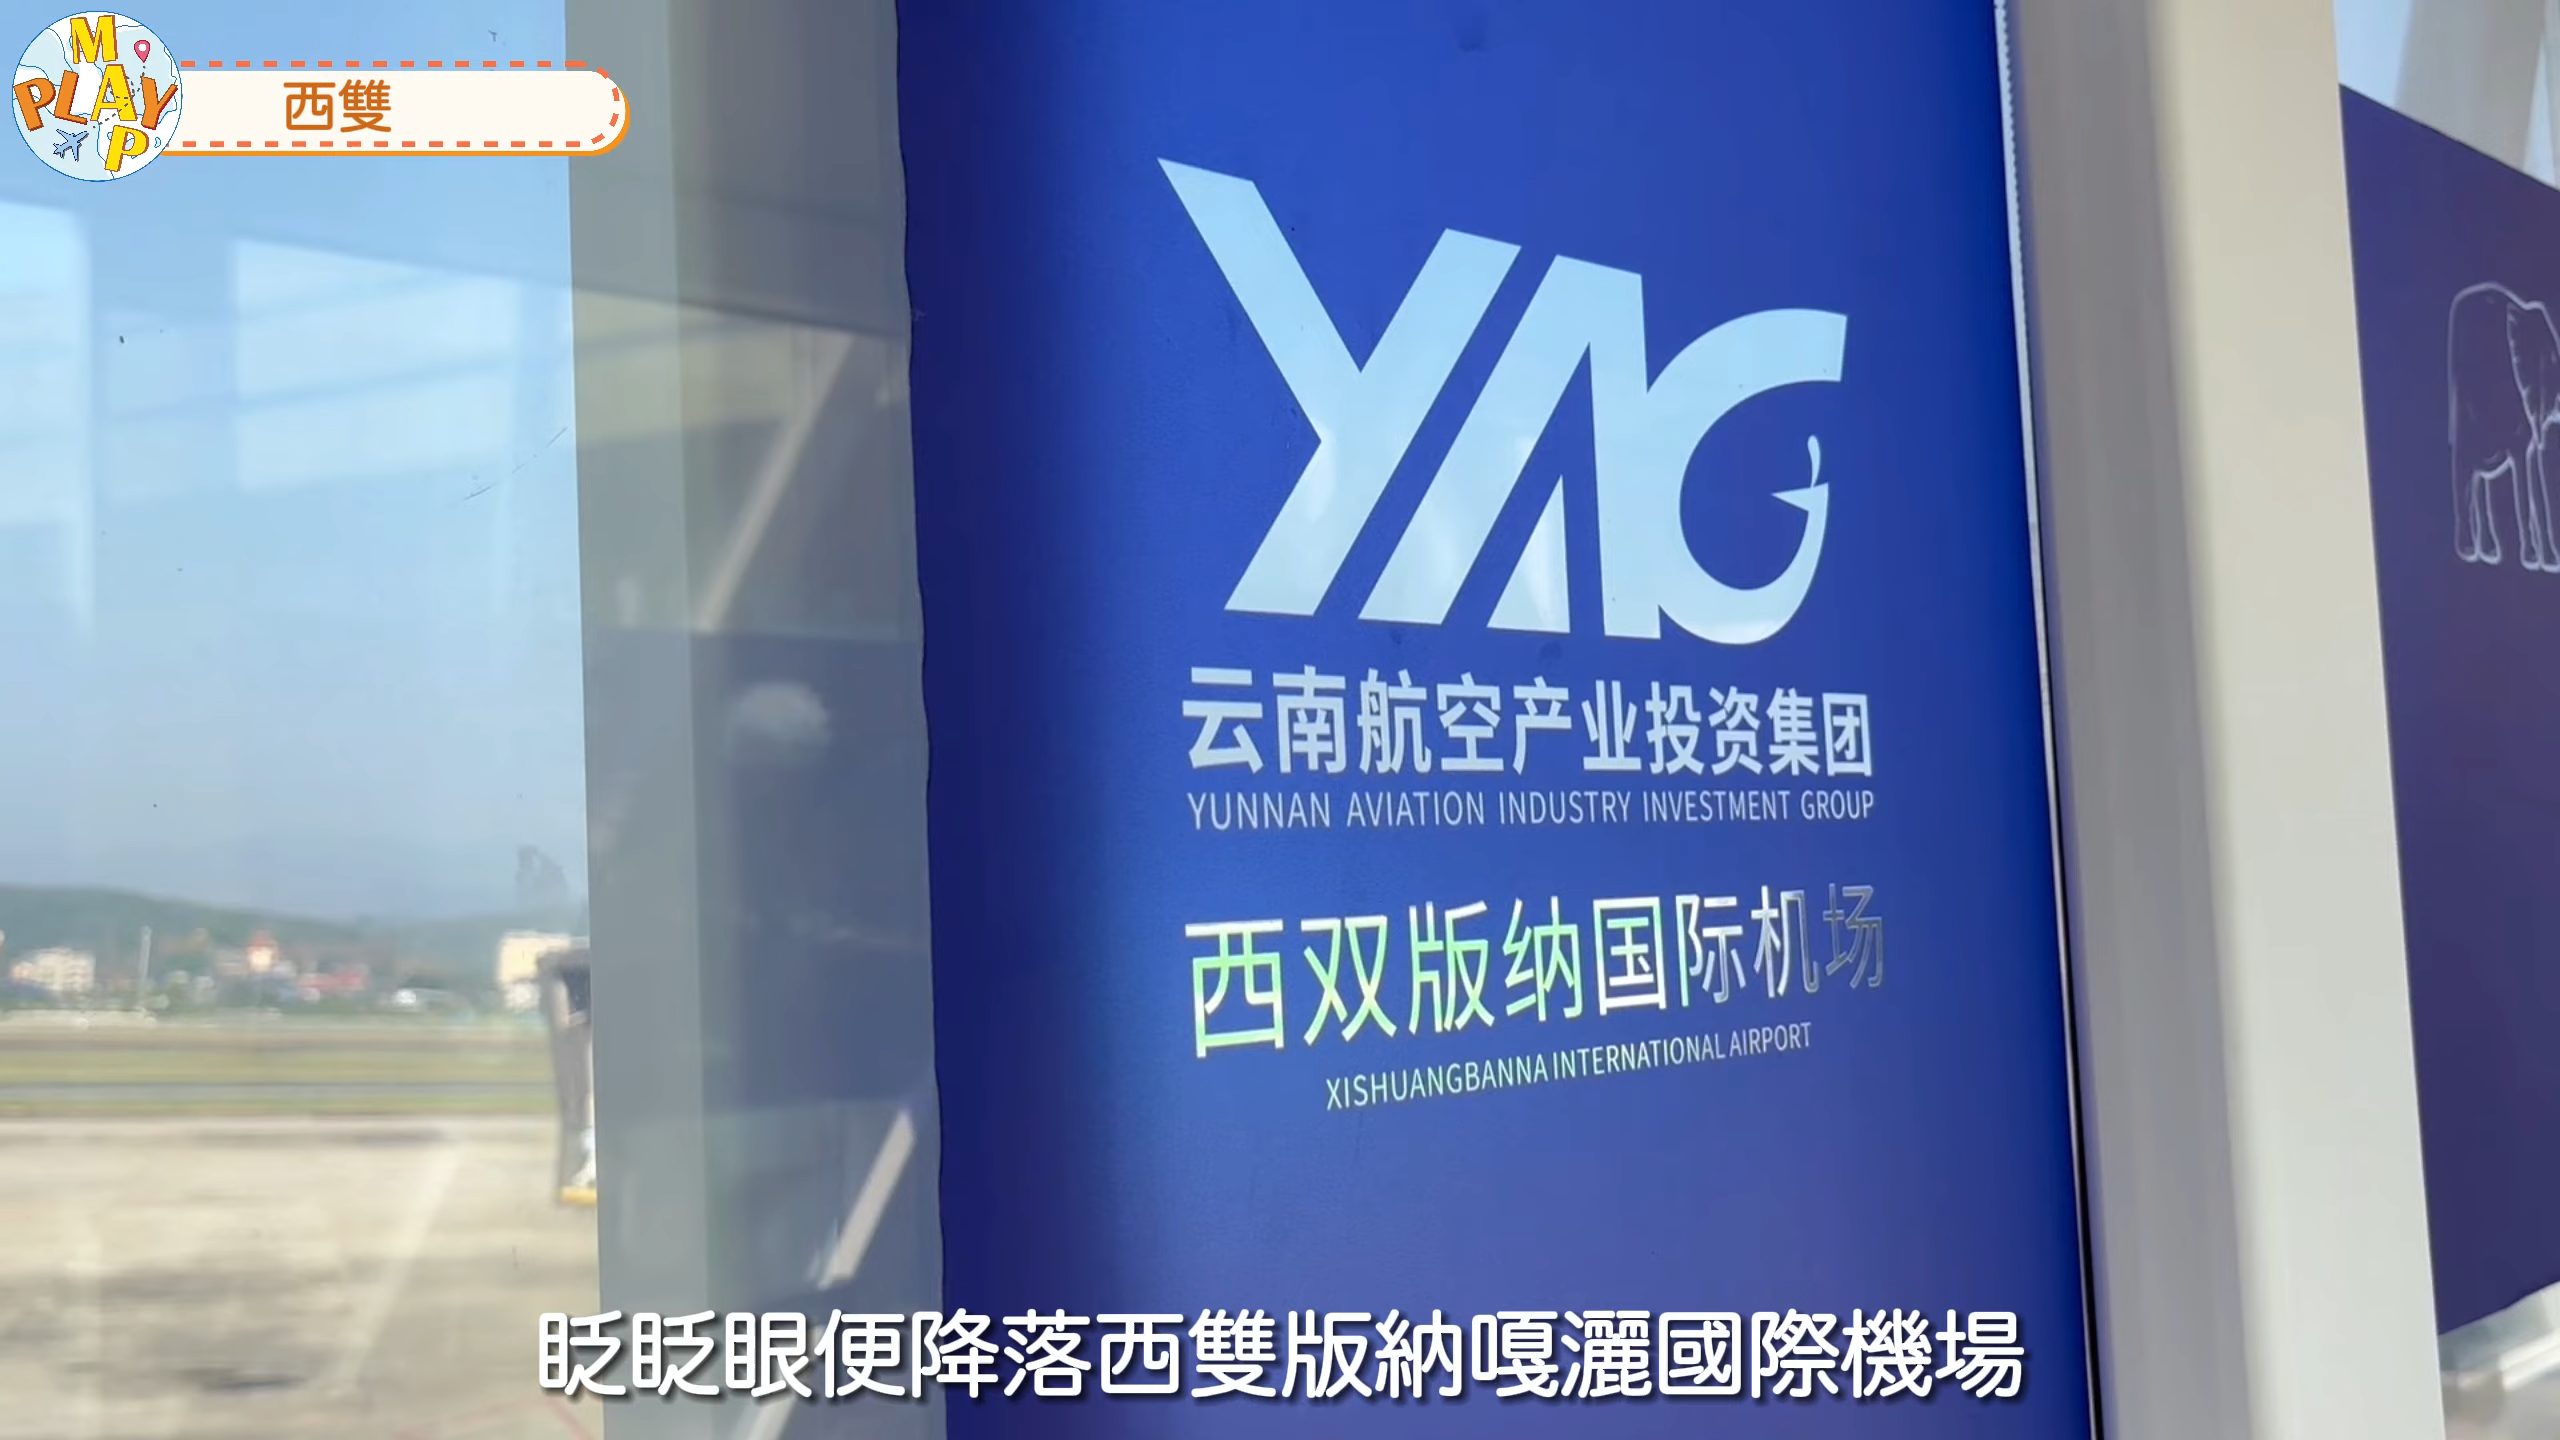 MAP
PLAY
西雙
YAG
云南航空产业投资集团
YUNNAN AVIATION INDUSTRY INVESTMENT GROUP
西双版纳国际机场
XISHUANGBANNA INTERNATIONAL AIRPORT
眨眨眼便降落西雙版納嘎灑國際機場